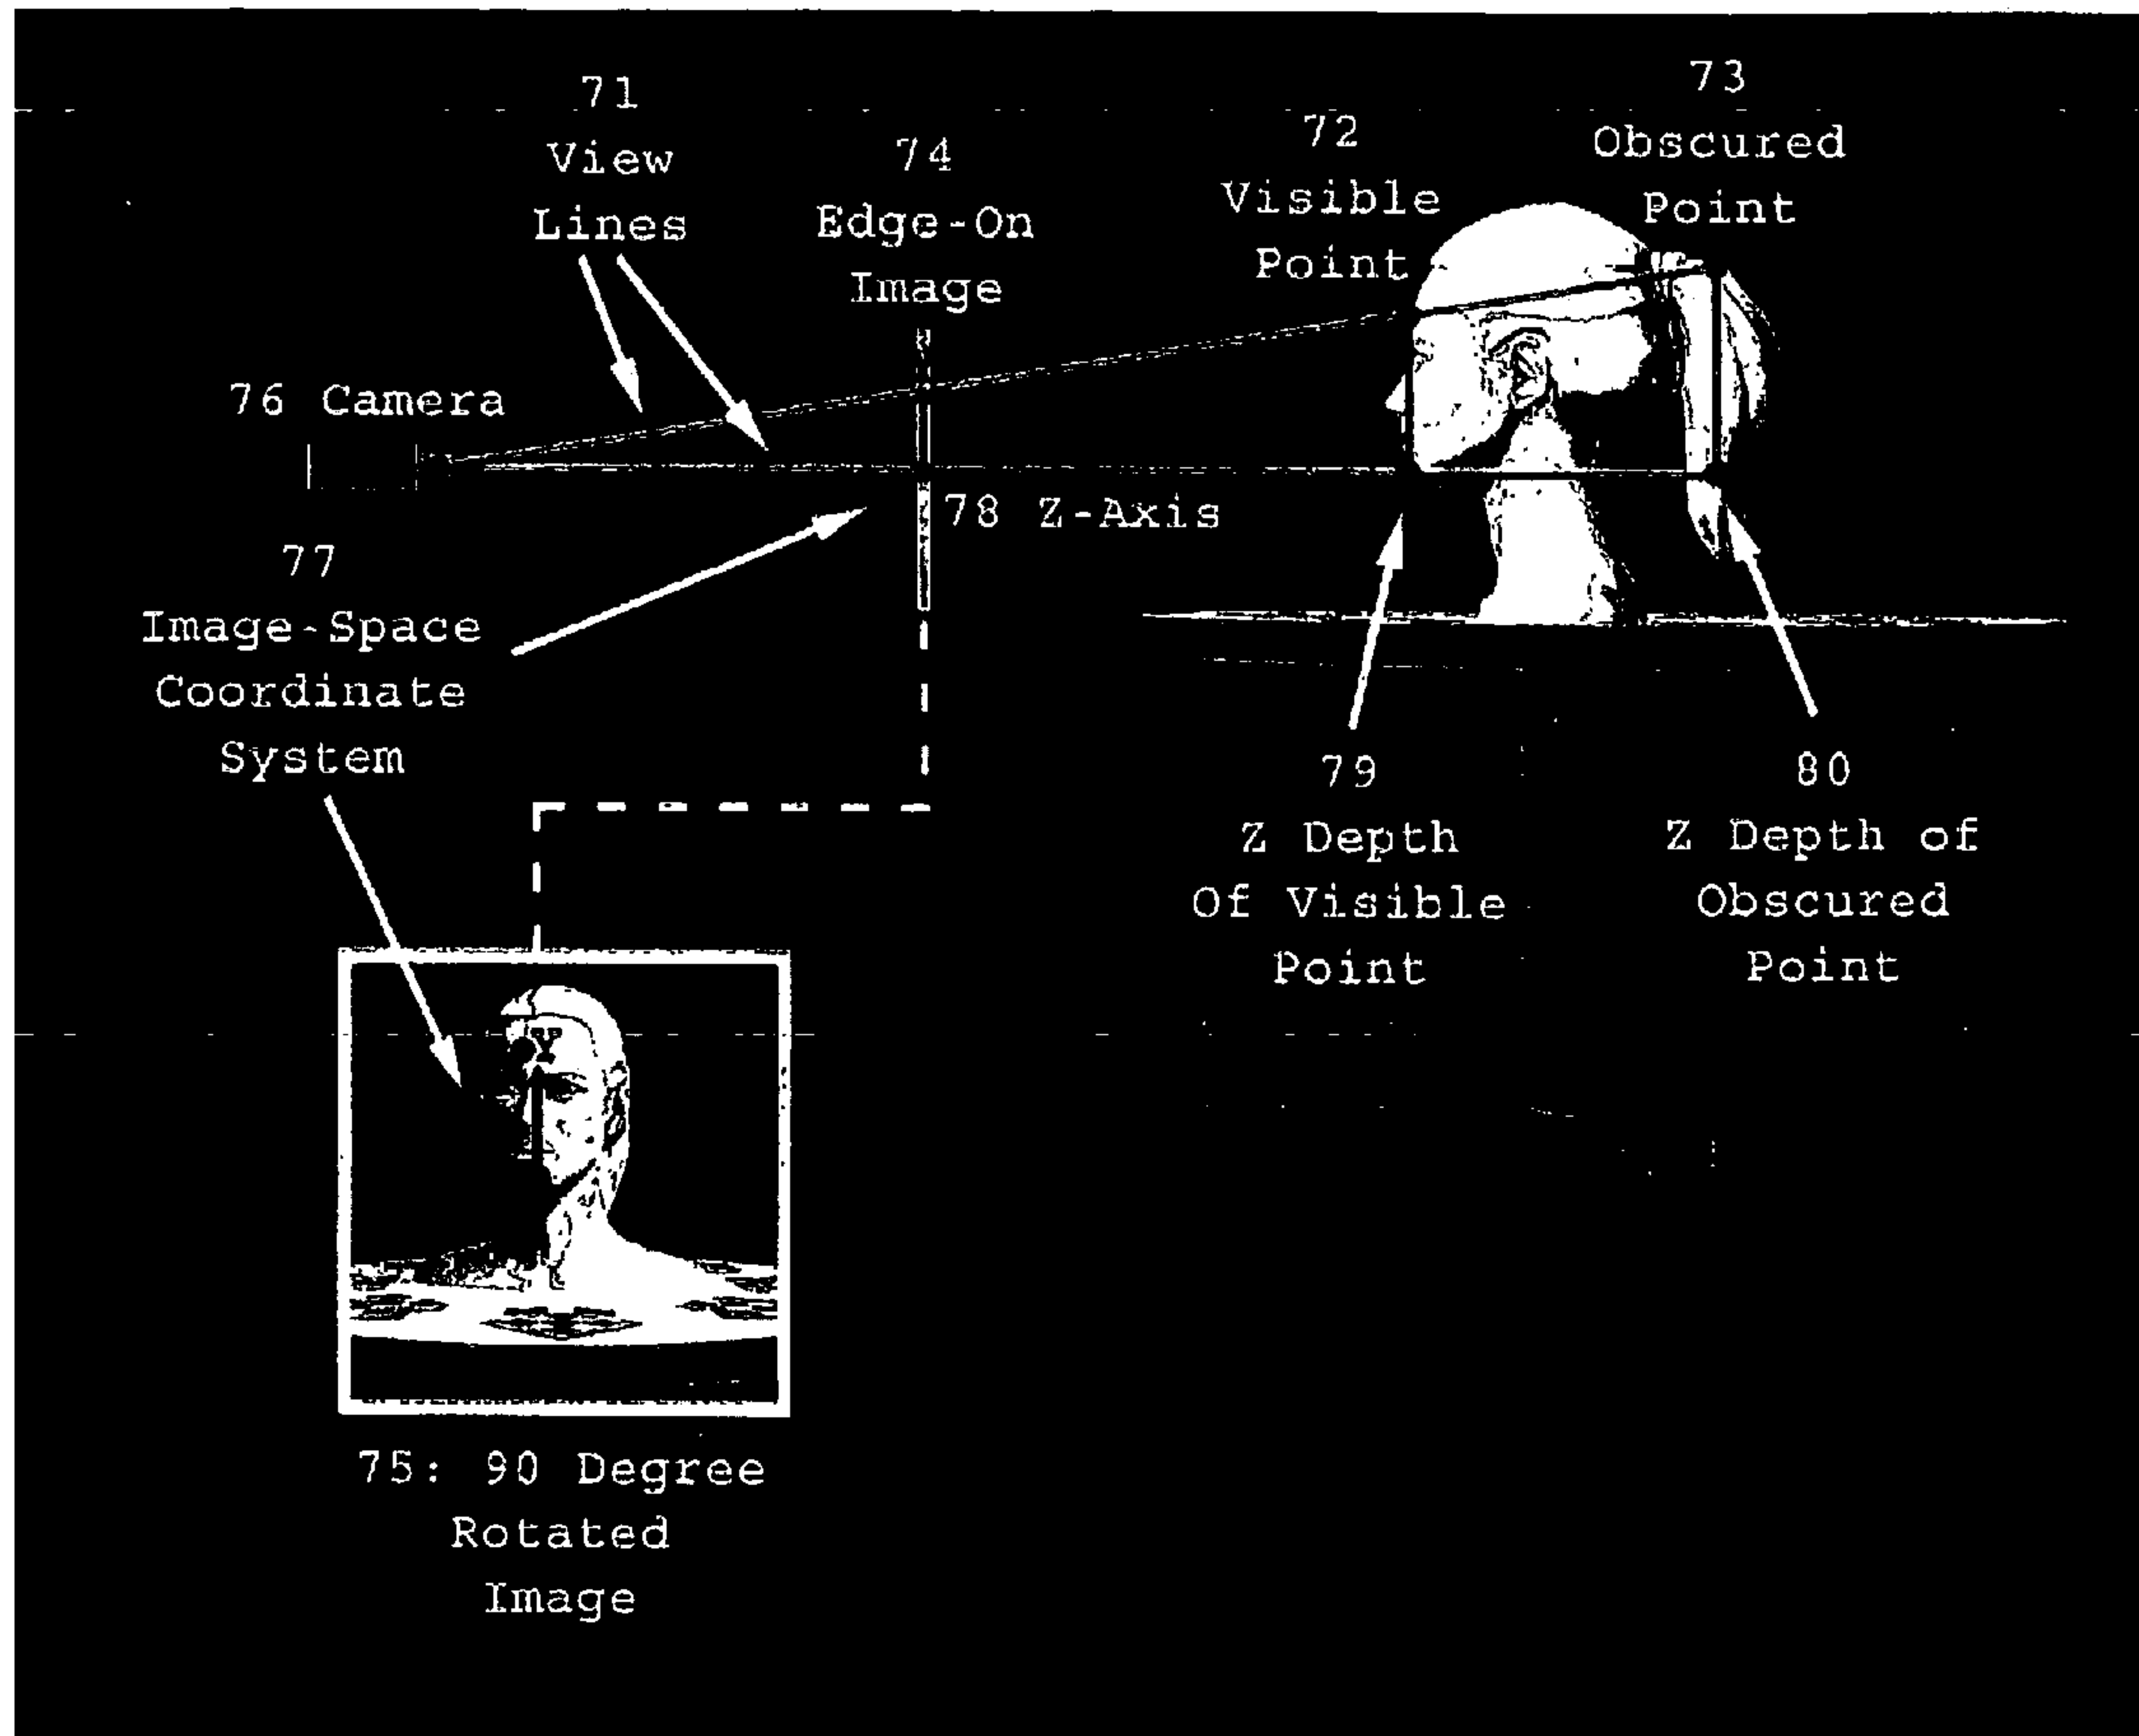 71
View
Lines
74
Edge-On
Image
72
Visible
Point
73
Obscured
Point
76 Camera
78 Z-Axis
77
Image-Space
Coordinate
System
79
Z Depth
Of Visible
Point
80
Z Depth of
Obscured
Point
75: 90 Degree
Rotated
Image